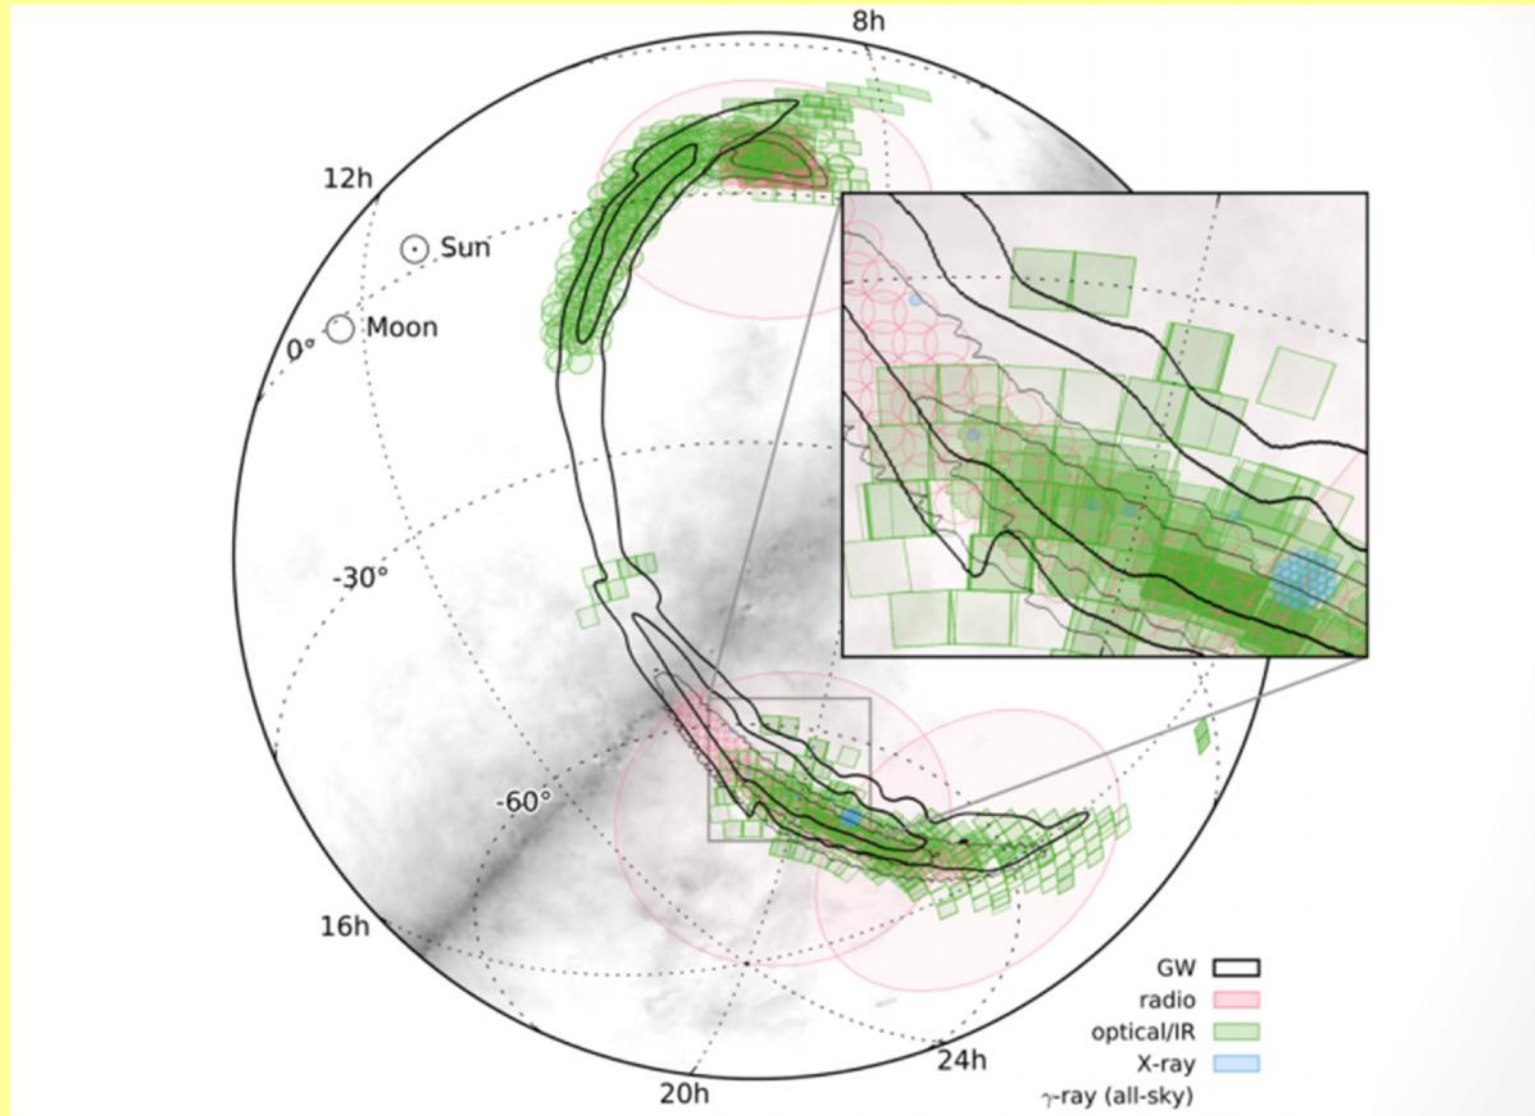 8h
12h
Sun
Moon
0°
-30°
-60°
16h
20h
24h
GW
radio
optical/IR
X-ray
γ-ray (all-sky)